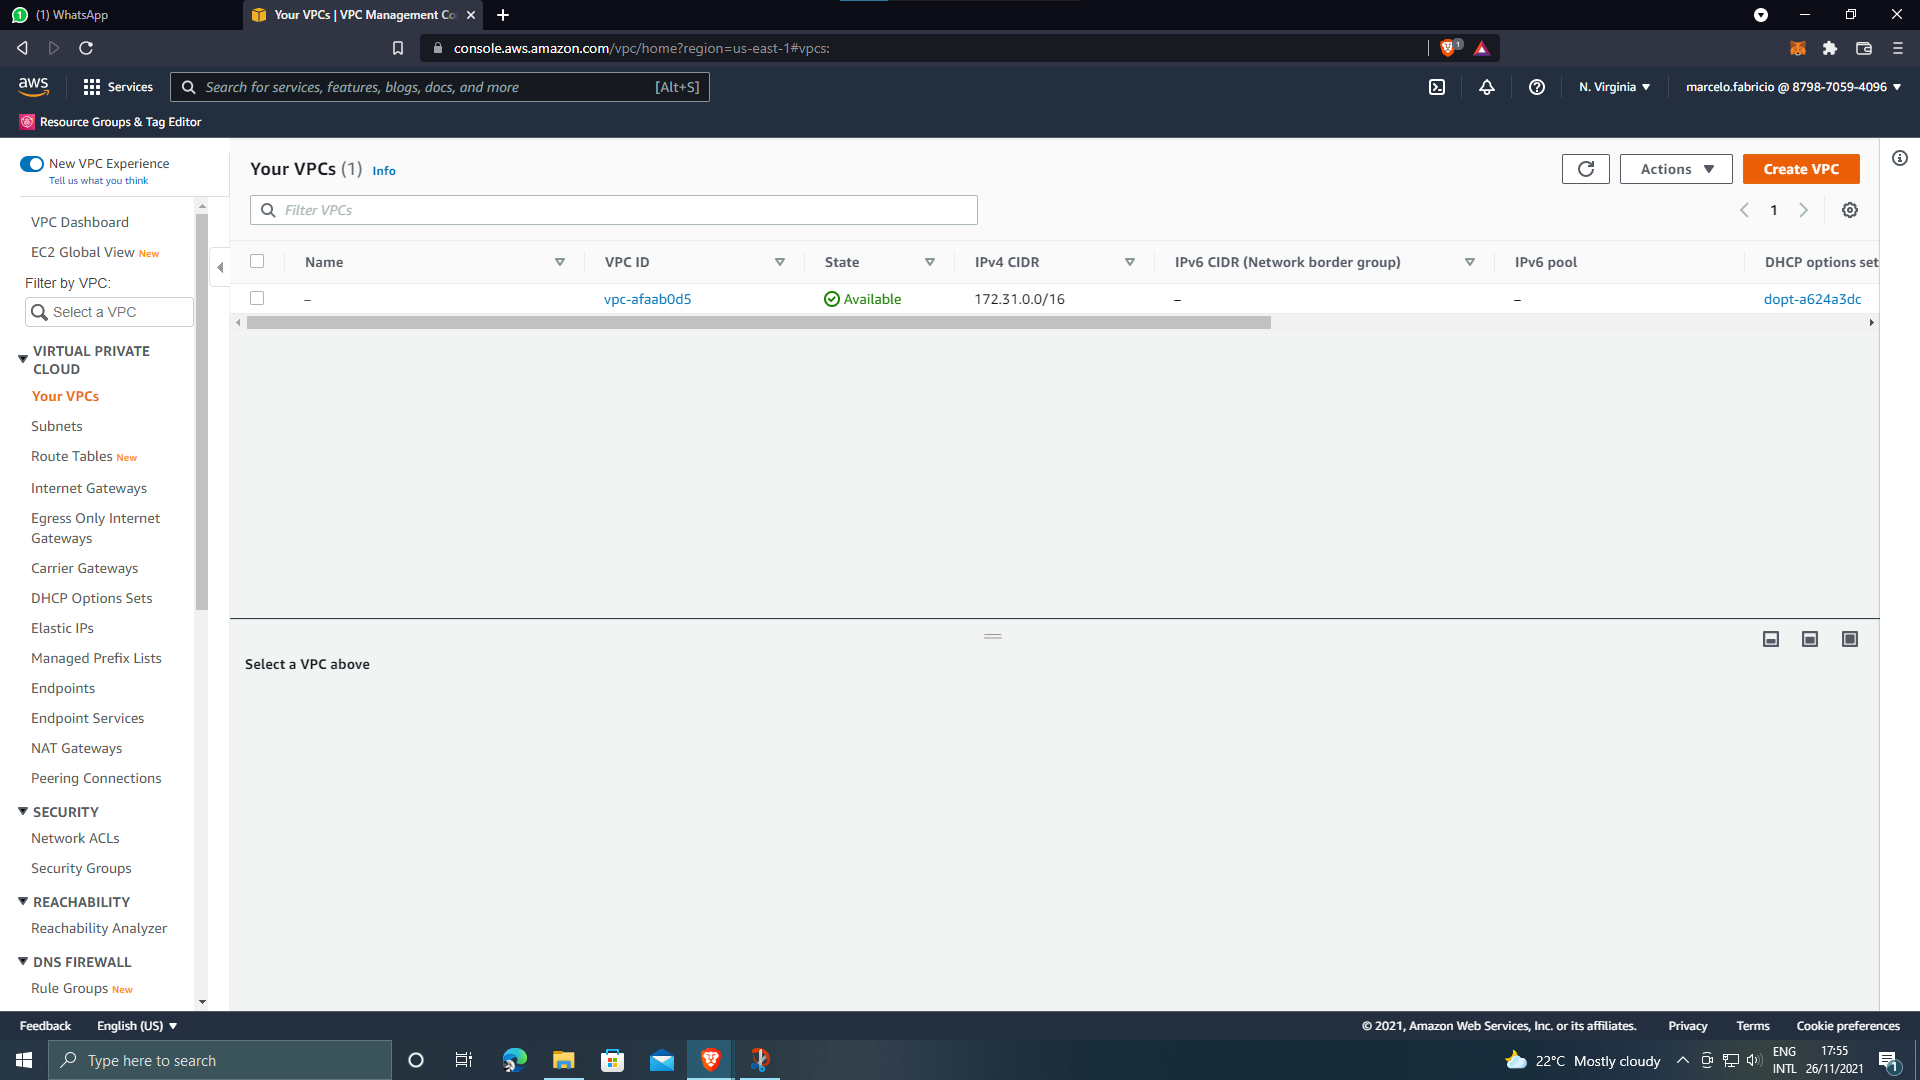 (1) WhatsApp
Your VPCs | VPC Management Co
console.aws.amazon.com/vpc/home?region=us-east-1#vpcs:
1
aws
Services
Search for services, features, blogs, docs, and more
[Alt+S]
N. Virginia
marcelo.fabricio @ 8798-7059-4096
Resource Groups & Tag Editor
New VPC Experience
Tell us what you think
VPC Dashboard
EC2 Global View New
Filter by VPC:
Select a VPC
VIRTUAL PRIVATE
CLOUD
Your VPCs
Subnets
Route Tables New
Internet Gateways
Egress Only Internet
Gateways
Carrier Gateways
DHCP Options Sets
Elastic IPs
Managed Prefix Lists
Endpoints
Endpoint Services
NAT Gateways
Peering Connections
SECURITY
Network ACLs
Security Groups
REACHABILITY
Reachability Analyzer
DNS FIREWALL
Rule Groups New
Your VPCs (1) Info
Actions
Create VPC
Filter VPCs
1
Name VPC ID State IPv4 CIDR IPv6 CIDR (Network border group) IPv6 pool DHCP options set
– vpc-afaab0d5 Available 172.31.0.0/16 – – dopt-a624a3dc
Select a VPC above
Feedback English (US) © 2021, Amazon Web Services, Inc. or its affiliates. Privacy Terms Cookie preferences
Type here to search
22°C Mostly cloudy
ENG
INTL
17:55
26/11/2021
1